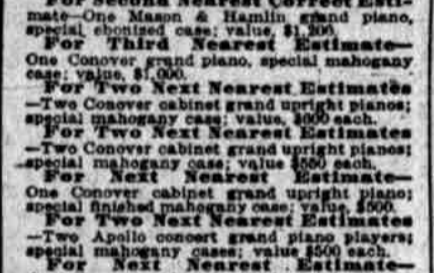 For Second Nearest Correct Esti-
mate—One Mason & Hamlin grand piano,
special ebonized case; value, $1,200.
For Third Nearest Estimate—
One Conover grand piano, special mahogany
case; value, $1,000.
For Two Next Nearest Estimates
—Two Conover cabinet grand upright pianos;
special mahogany case; value, $600 each.
For Two Next Nearest Estimates
—Two Conover cabinet grand upright pianos;
special mahogany case; value $550 each.
For Next Nearest Estimate—
One Conover cabinet grand upright piano;
special finished mahogany case; value, $500.
For Two Next Nearest Estimates
—Two Apollo concert grand piano players;
special mahogany cases; value $500 each.
For Next Nearest Estimate—